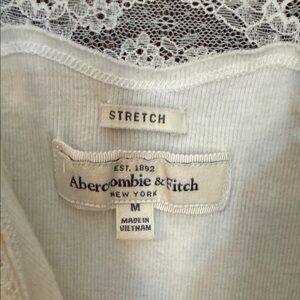 STRETCH
EST. 1892
Abercrombie & Fitch
NEW YORK
M
MADE IN
VIETNAM